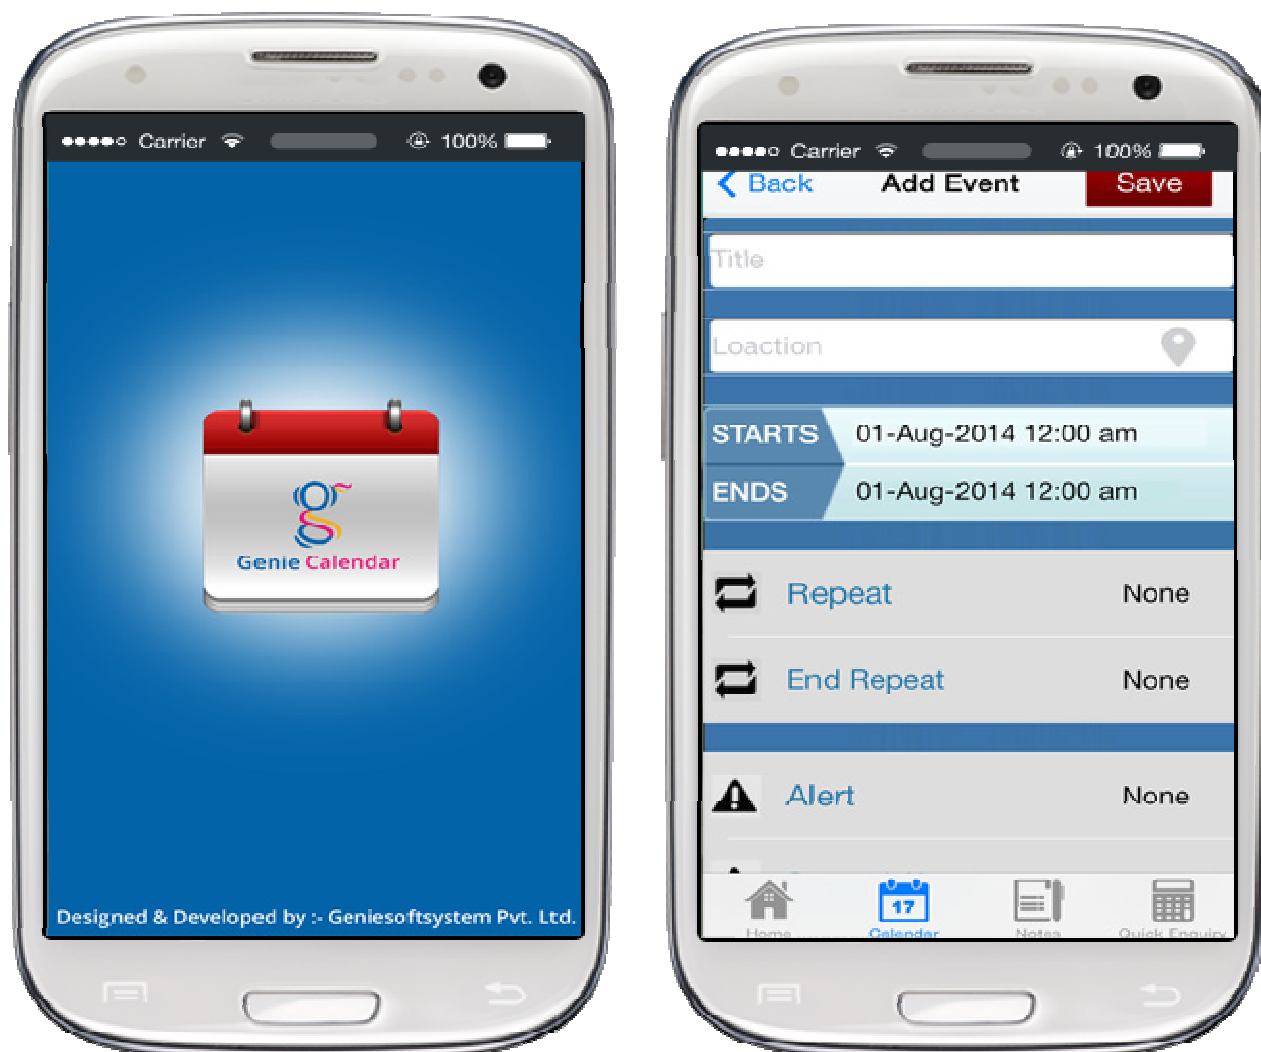 Carrier 100%
Genie Calendar
Designed & Developed by :- Geniesoftsystem Pvt. Ltd.
Carrier 100%
Back Add Event Save
Title
Loaction
STARTS 01-Aug-2014 12:00 am
ENDS 01-Aug-2014 12:00 am
Repeat None
End Repeat None
Alert None
17
Home Calendar Notes Quick Enquiry